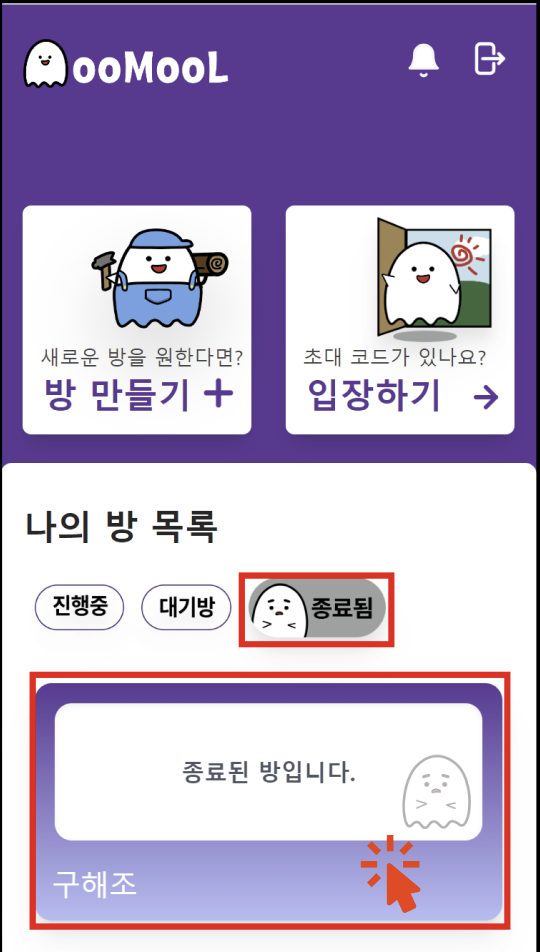 ooMooL
새로운 방을 원한다면?
방 만들기 +
초대 코드가 있나요?
입장하기 →
나의 방 목록
진행중
대기방
종료됨
종료된 방입니다.
구해조